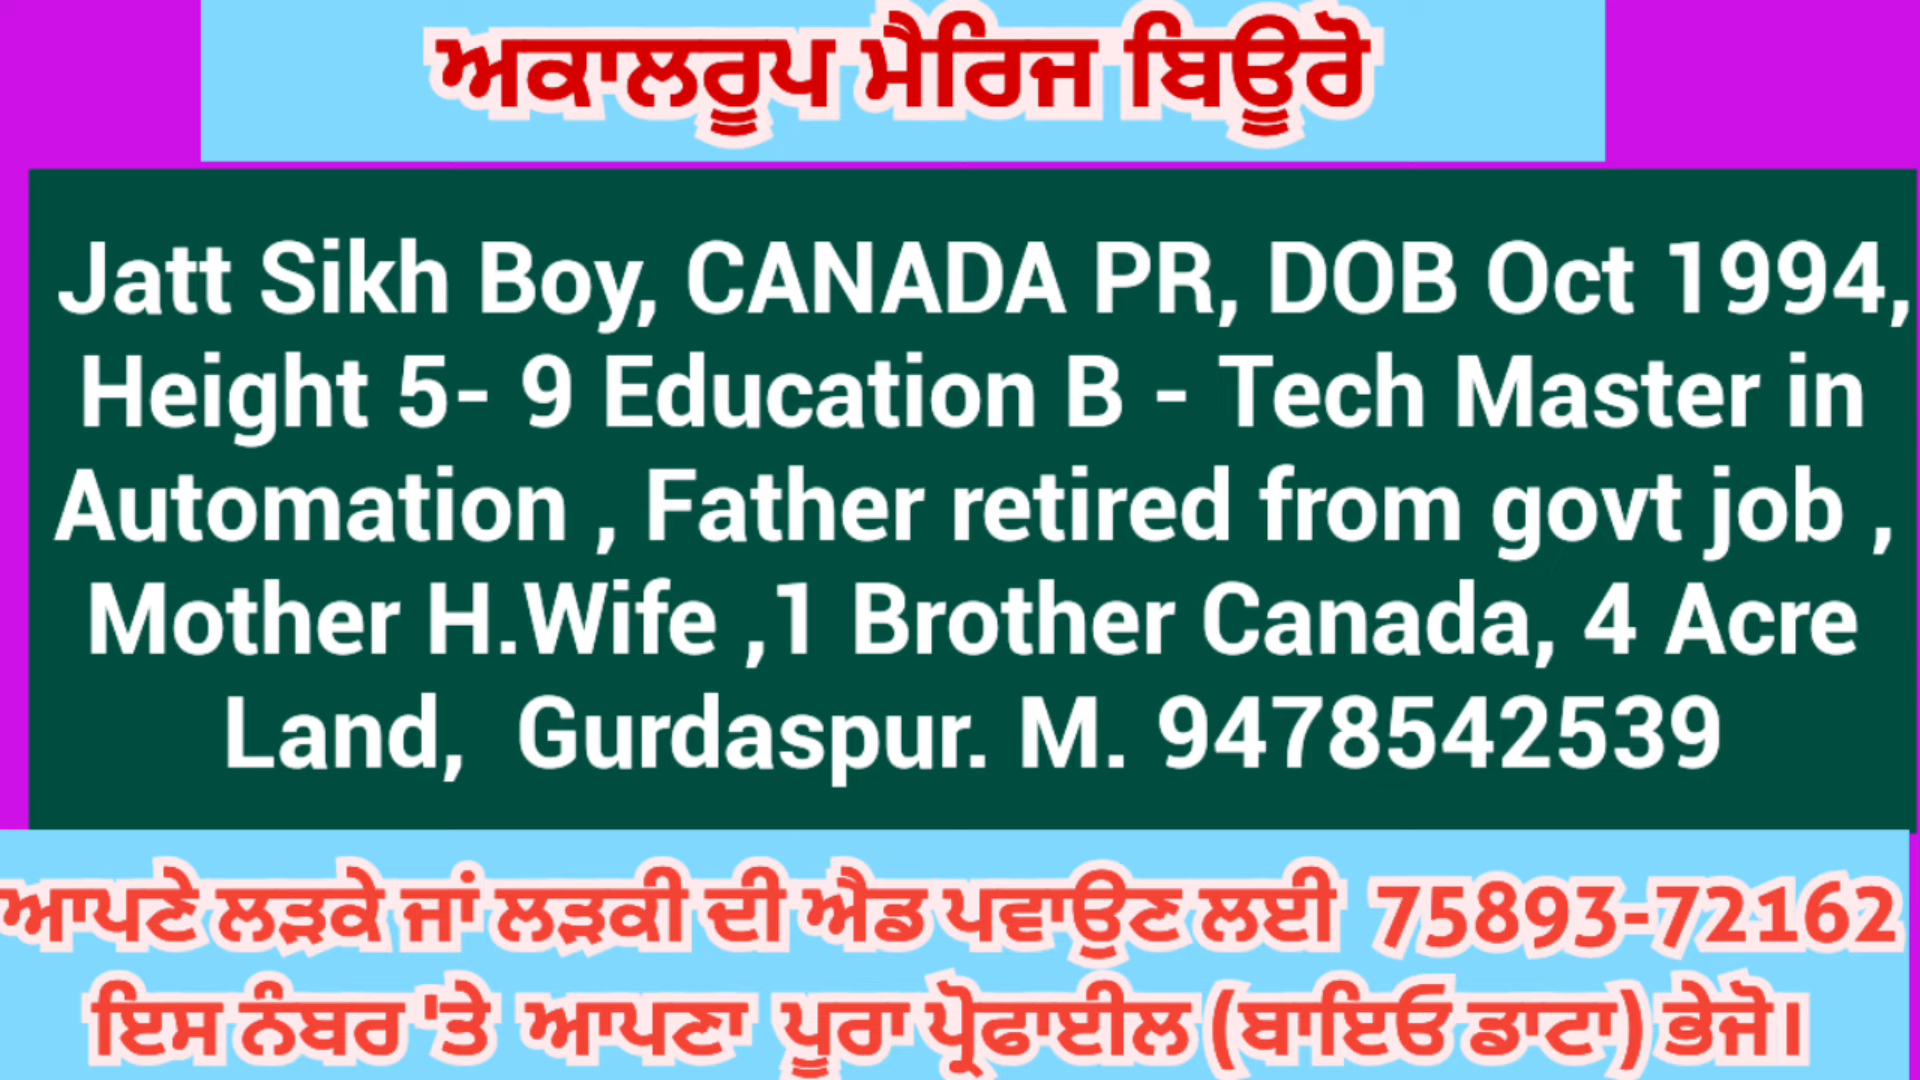 ਅਕਾਲਰੂਪ ਮੈਰਿਜ ਬਿਊਰੋ
Jatt Sikh Boy, CANADA PR, DOB Oct 1994,
Height 5- 9 Education B - Tech Master in
Automation , Father retired from govt job ,
Mother H.Wife ,1 Brother Canada, 4 Acre
Land, Gurdaspur. M. 9478542539
ਆਪਣੇ ਲੜਕੇ ਜਾਂ ਲੜਕੀ ਦੀ ਐਡ ਪਵਾਉਣ ਲਈ 75893-72162
ਇਸ ਨੰਬਰ 'ਤੇ ਆਪਣਾ ਪੂਰਾ ਪ੍ਰੋਫਾਈਲ (ਬਾਇਓ ਡਾਟਾ) ਭੇਜੋ।